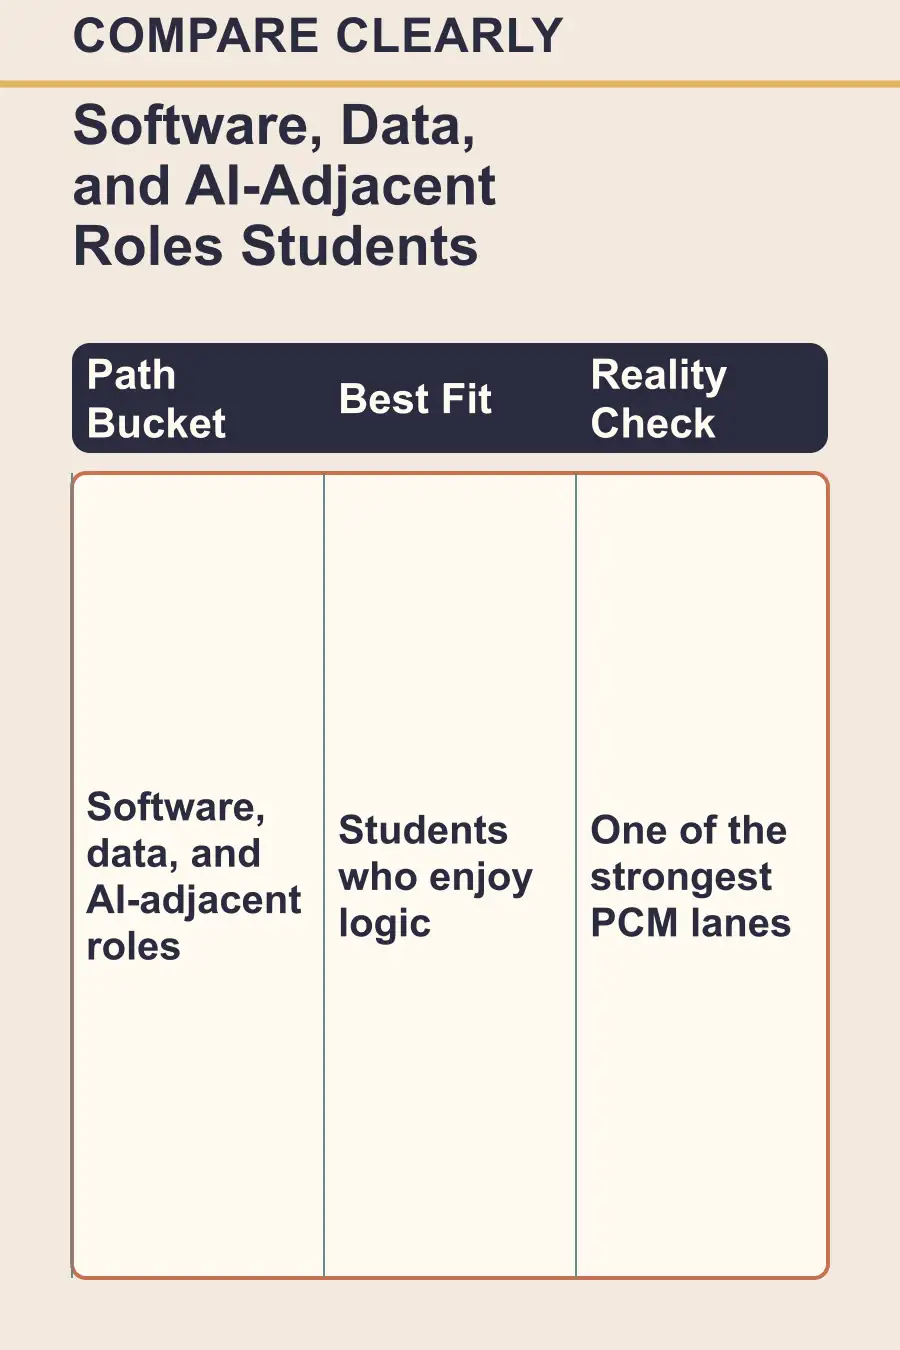 COMPARE CLEARLY
Software, Data,
and AI-Adjacent
Roles Students
Path
Bucket
Best Fit
Reality
Check
Software,
data, and
AI-adjacent
roles
Students
who enjoy
logic
One of the
strongest
PCM lanes